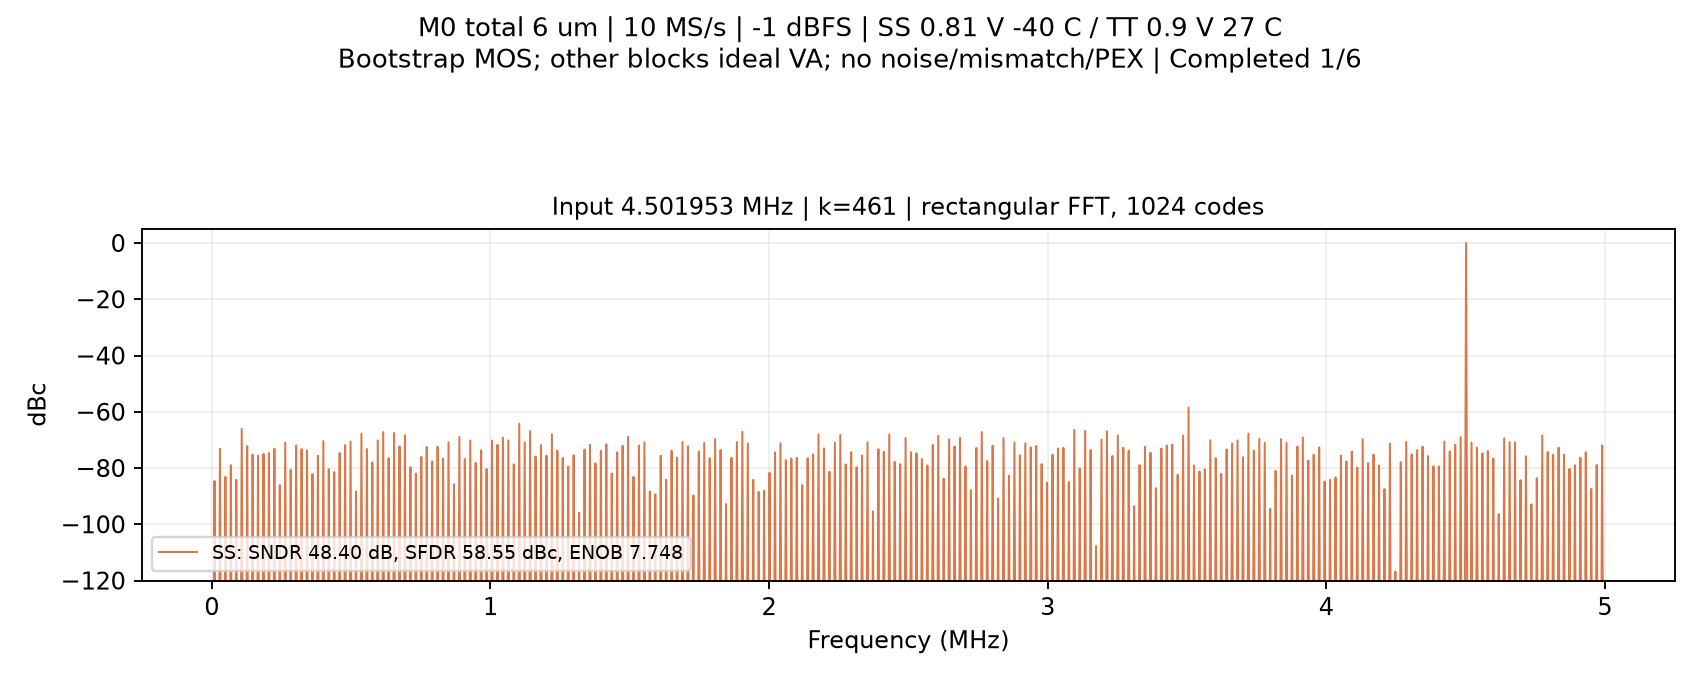 M0 total 6 um | 10 MS/s | -1 dBFS | SS 0.81 V -40 C / TT 0.9 V 27 C
Bootstrap MOS; other blocks ideal VA; no noise/mismatch/PEX | Completed 1/6
Input 4.501953 MHz | k=461 | rectangular FFT, 1024 codes
dBc
0
−20
−40
−60
−80
−100
−120
SS: SNDR 48.40 dB, SFDR 58.55 dBc, ENOB 7.748
0 1 2 3 4 5
Frequency (MHz)